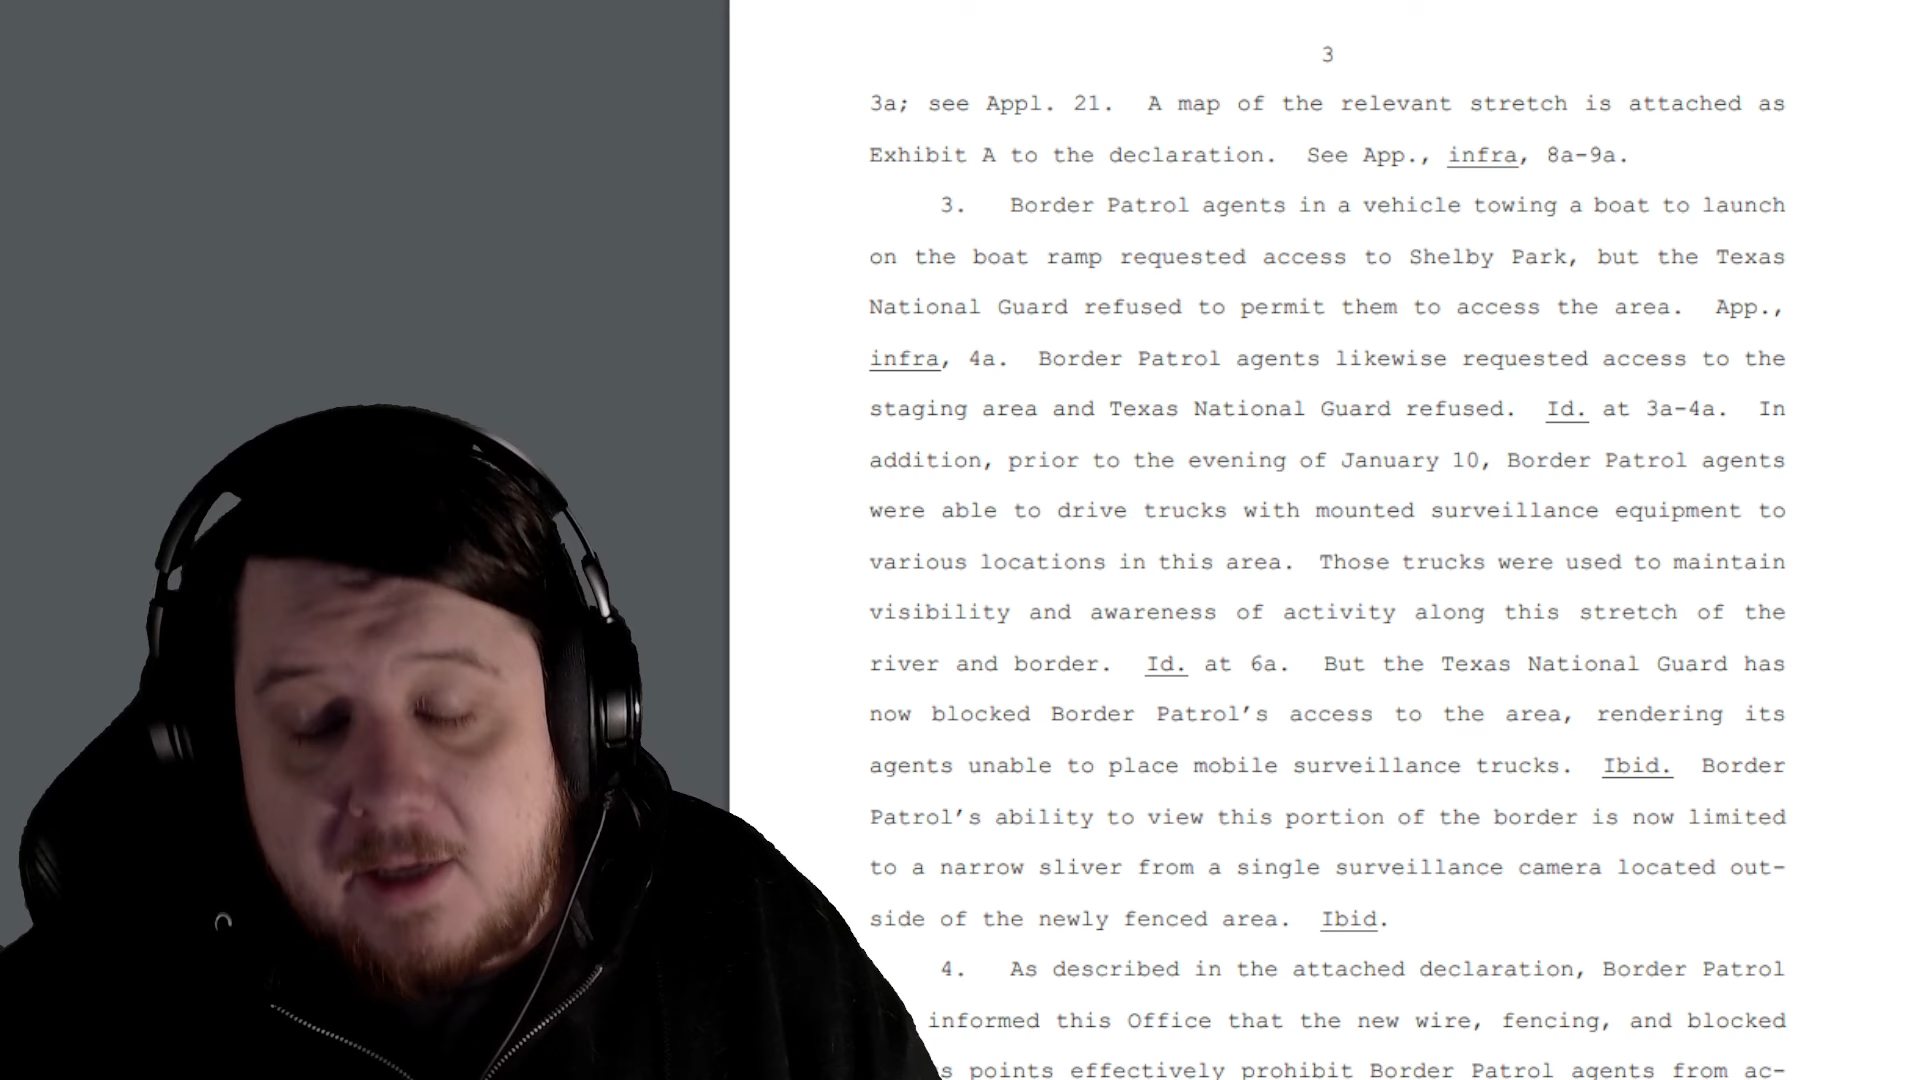 3
3a; see Appl. 21. A map of the relevant stretch is attached as
Exhibit A to the declaration. See App., infra, 8a-9a.
3. Border Patrol agents in a vehicle towing a boat to launch
on the boat ramp requested access to Shelby Park, but the Texas
National Guard refused to permit them to access the area. App.,
infra, 4a. Border Patrol agents likewise requested access to the
staging area and Texas National Guard refused. Id. at 3a-4a. In
addition, prior to the evening of January 10, Border Patrol agents
were able to drive trucks with mounted surveillance equipment to
various locations in this area. Those trucks were used to maintain
visibility and awareness of activity along this stretch of the
river and border. Id. at 6a. But the Texas National Guard has
now blocked Border Patrol’s access to the area, rendering its
agents unable to place mobile surveillance trucks. Ibid. Border
Patrol’s ability to view this portion of the border is now limited
to a narrow sliver from a single surveillance camera located out-
side of the newly fenced area. Ibid.
4. As described in the attached declaration, Border Patrol
informed this Office that the new wire, fencing, and blocked
s points effectively prohibit Border Patrol agents from ac-